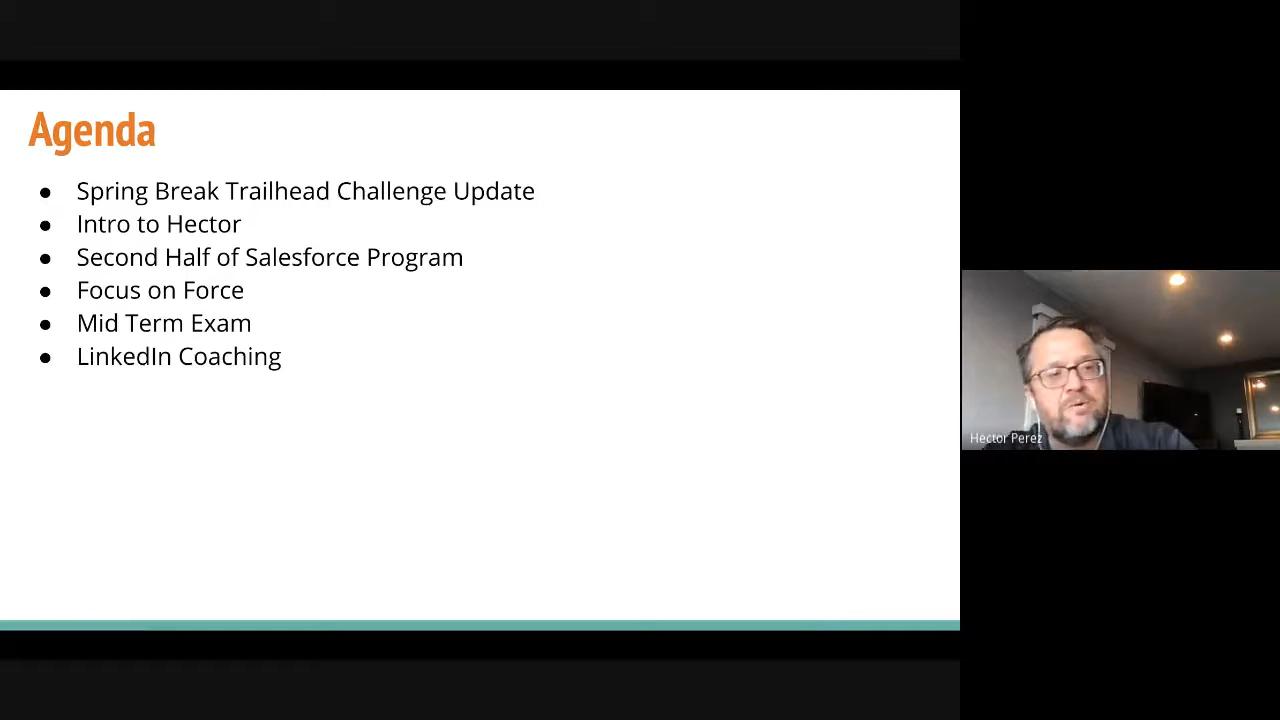 Agenda
● Spring Break Trailhead Challenge Update
● Intro to Hector
● Second Half of Salesforce Program
● Focus on Force
● Mid Term Exam
● LinkedIn Coaching
Hector Perez